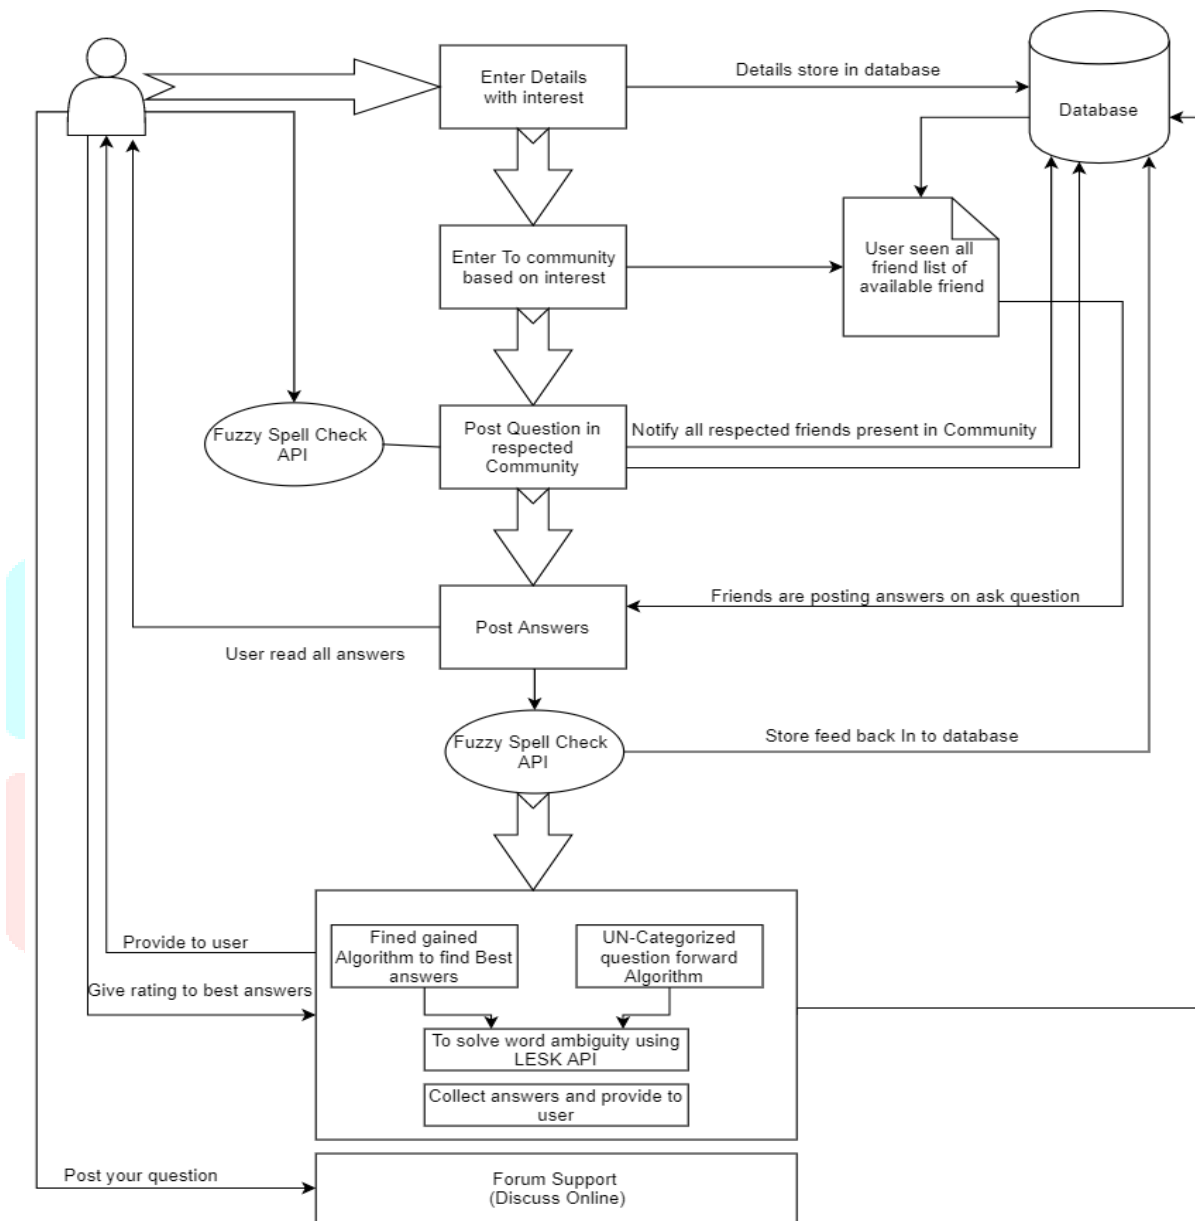 Enter Details
with interest
Details store in database
Database
Enter To community
based on interest
User seen all
friend list of
available friend
Fuzzy Spell Check
API
Post Question in
respected
Community
Notify all respected friends present in Community
Friends are posting answers on ask question
Post Answers
User read all answers
Fuzzy Spell Check
API
Store feed back In to database
Fined gained
Algorithm to find Best
answers
UN-Categorized
question forward
Algorithm
Provide to user
Give rating to best answers
To solve word ambiguity using
LESK API
Collect answers and provide to
user
Post your question
Forum Support
(Discuss Online)